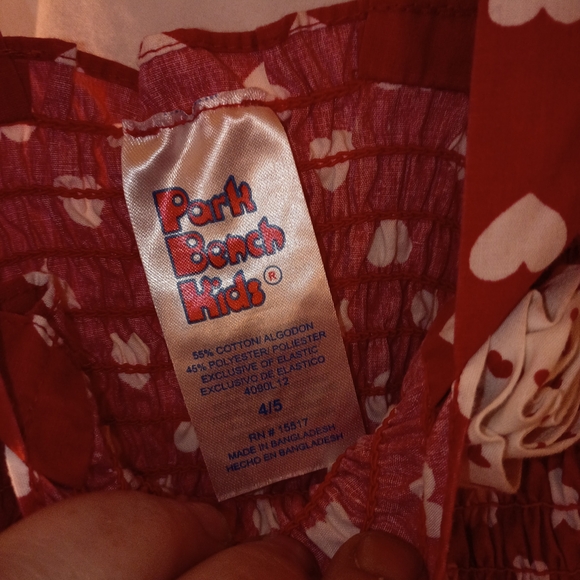 Park
Bench
Kids®
55% COTTON/ ALGODON
45% POLYESTER/ POLIESTER
EXCLUSIVE OF ELASTIC
EXCLUSIVO DE ELASTICO
4090L12
4/5
RN # 15517
MADE IN BANGLADESH
HECHO EN BANGLADESH